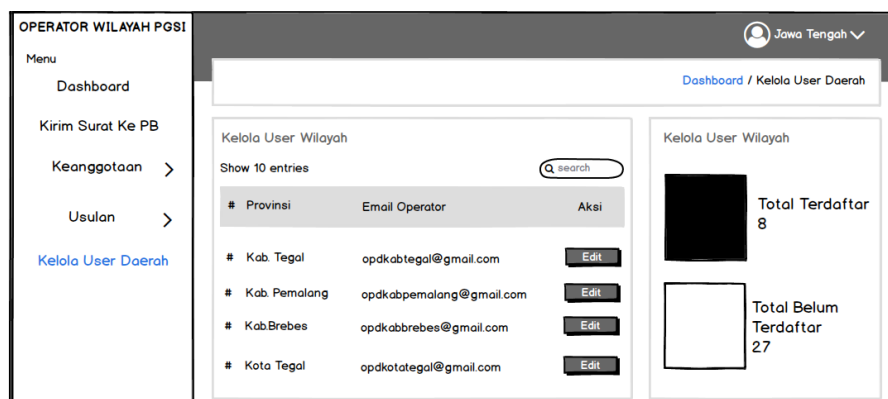 OPERATOR WILAYAH PGSI
Menu
Dashboard
Kirim Surat Ke PB
Keanggotaan
Usulan
Kelola User Daerah
Jawa Tengah
Dashboard / Kelola User Daerah
Kelola User Wilayah
Show 10 entries
search
# Provinsi Email Operator Aksi
# Kab. Tegal opdkabtegal@gmail.com Edit
# Kab. Pemalang opdkabpemalang@gmail.com Edit
# Kab.Brebes opdkabbrebes@gmail.com Edit
# Kota Tegal opdkotategal@gmail.com Edit
Kelola User Wilayah
Total Terdaftar
8
Total Belum
Terdaftar
27